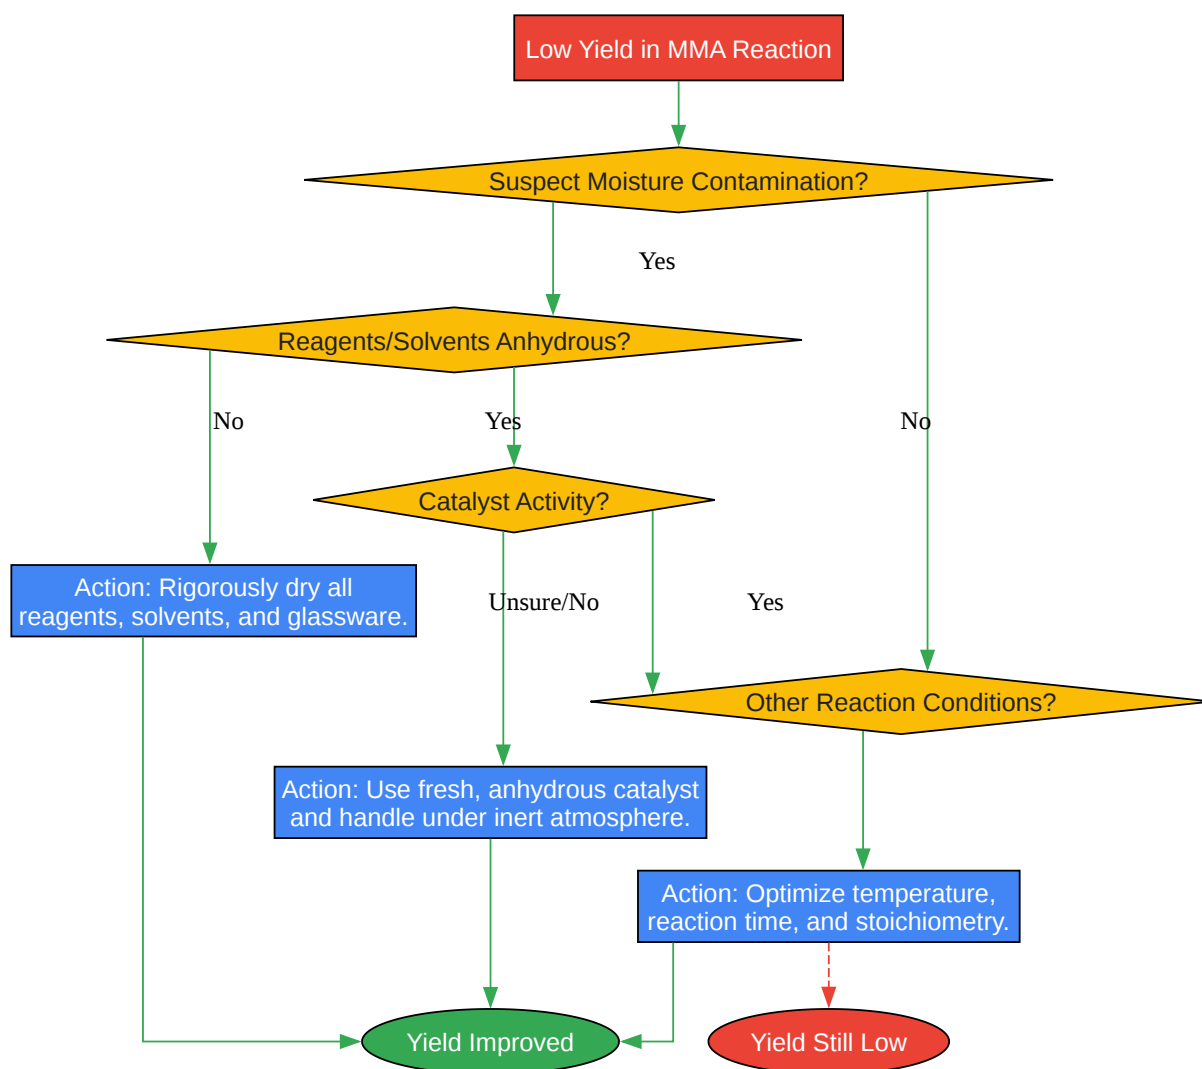 Low Yield in MMA Reaction
Suspect Moisture Contamination?
Yes
Reagents/Solvents Anhydrous?
No
Yes
No
Catalyst Activity?
Action: Rigorously dry all
reagents, solvents, and glassware.
Unsure/No
Yes
Other Reaction Conditions?
Action: Use fresh, anhydrous catalyst
and handle under inert atmosphere.
Action: Optimize temperature,
reaction time, and stoichiometry.
Yield Improved
Yield Still Low